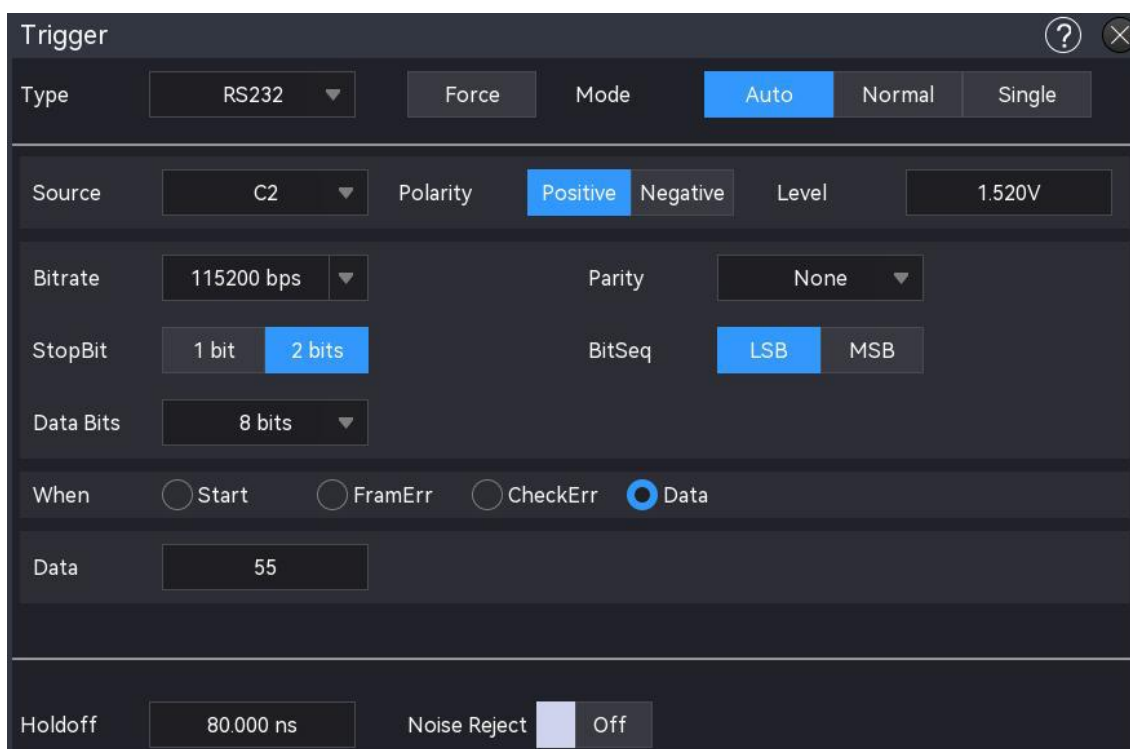 Trigger ?
Type RS232 Force Mode Auto Normal Single
Source C2 Polarity Positive Negative Level 1.520V
Bitrate 115200 bps Parity None
StopBit 1 bit 2 bits BitSeq LSB MSB
Data Bits 8 bits
When Start FramErr CheckErr Data
Data 55
Holdoff 80.000 ns Noise Reject Off